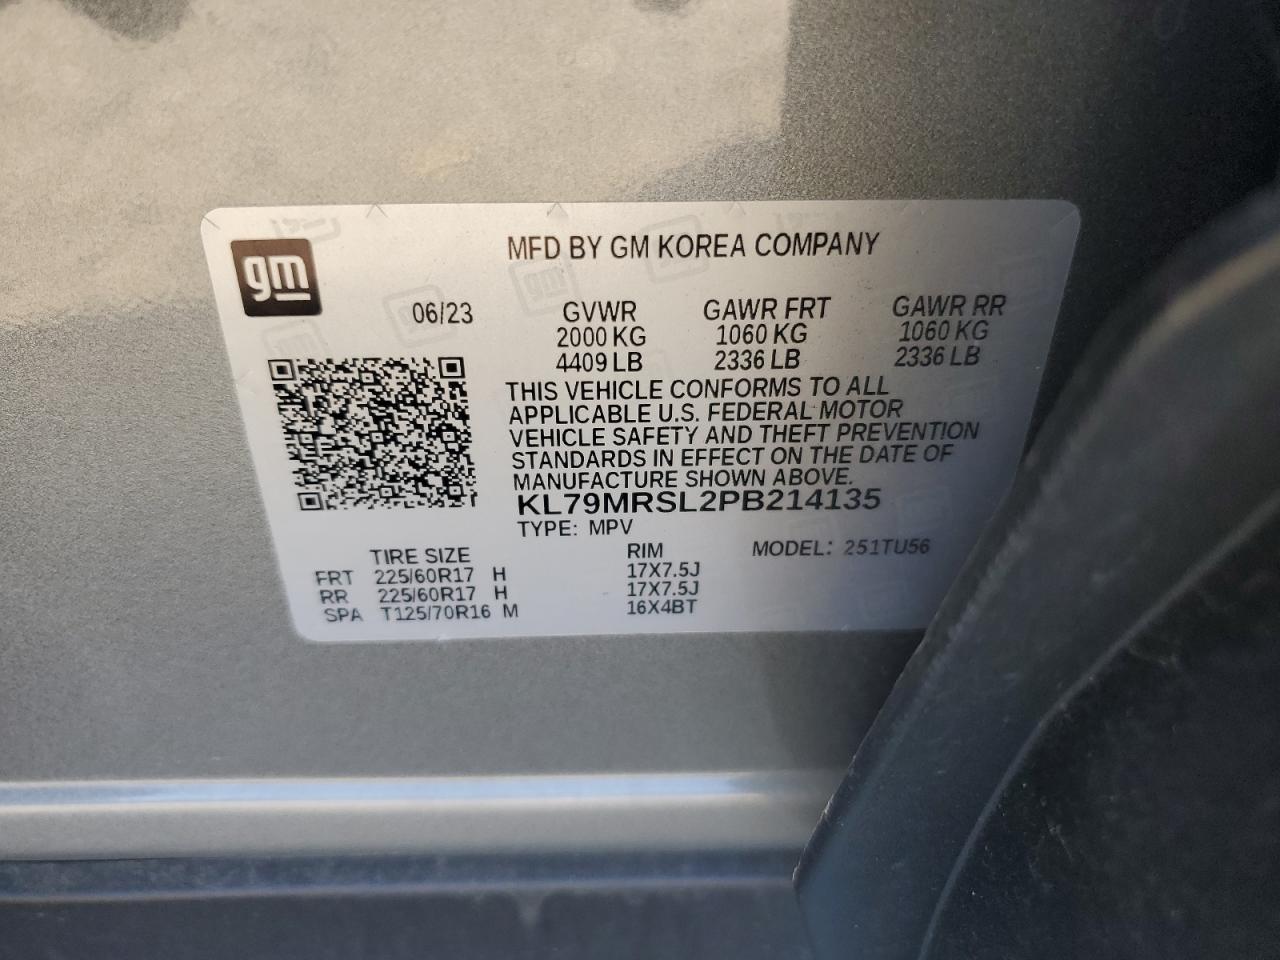 gm
MFD BY GM KOREA COMPANY
06/23 GVWR GAWR FRT GAWR RR
2000 KG 1060 KG 1060 KG
4409 LB 2336 LB 2336 LB
THIS VEHICLE CONFORMS TO ALL
APPLICABLE U.S. FEDERAL MOTOR
VEHICLE SAFETY AND THEFT PREVENTION
STANDARDS IN EFFECT ON THE DATE OF
MANUFACTURE SHOWN ABOVE.
KL79MRSL2PB214135
TYPE: MPV
TIRE SIZE RIM MODEL: 251TU56
FRT 225/60R17 H 17X7.5J
RR 225/60R17 H 17X7.5J
SPA T125/70R16 M 16X4BT